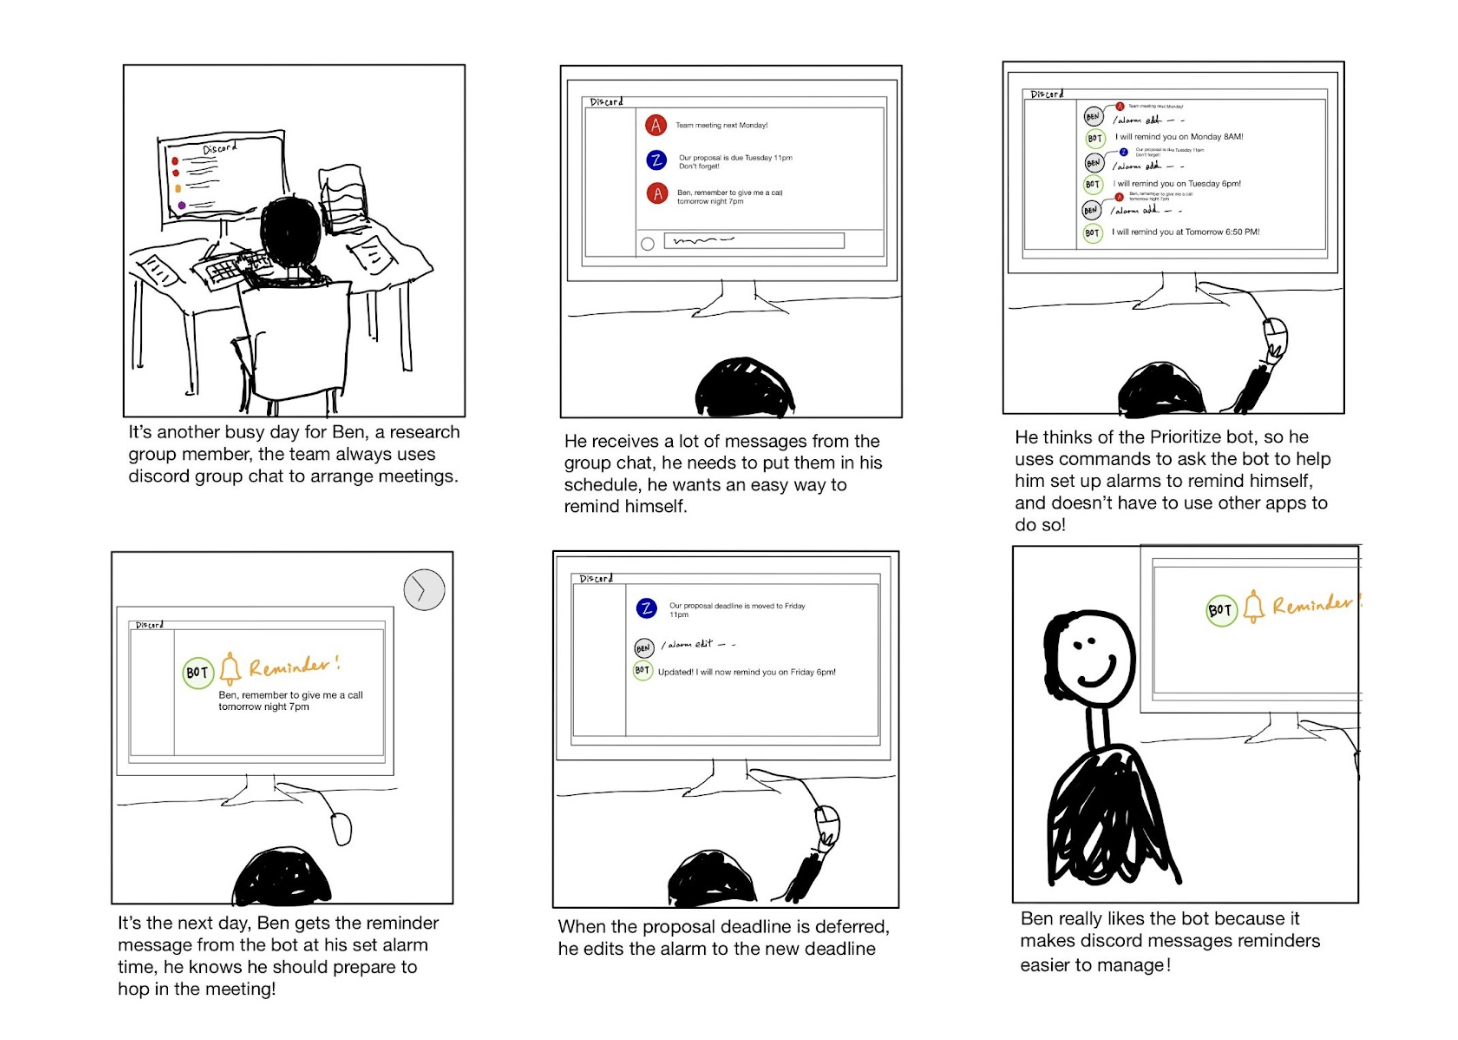 Discord
It's another busy day for Ben, a research
group member, the team always uses
discord group chat to arrange meetings.
Discord
A
Team meeting next Monday!
Z
Our proposal is due Tuesday 11pm
Don't forget!
A
Ben, remember to give me a call
tomorrow night 7pm
He receives a lot of messages from the
group chat, he needs to put them in his
schedule, he wants an easy way to
remind himself.
Discord
A
Team meeting next Monday!
BEN
/alarm add - -
BOT
I will remind you on Monday 8AM!
Z
Our proposal is due Tuesday 11pm
Don't forget!
BEN
/alarm add - -
BOT
I will remind you on Tuesday 6pm!
A
Ben, remember to give me a call
tomorrow night 7pm
BEN
/alarm add - -
BOT
I will remind you at Tomorrow 6:50 PM!
He thinks of the Prioritize bot, so he
uses commands to ask the bot to help
him set up alarms to remind himself,
and doesn't have to use other apps to
do so!
Discord
BOT
Reminder!
Ben, remember to give me a call
tomorrow night 7pm
It's the next day, Ben gets the reminder
message from the bot at his set alarm
time, he knows he should prepare to
hop in the meeting!
Discord
Z
Our proposal deadline is moved to Friday
11pm
BEN
/alarm edit - -
BOT
Updated! I will now remind you on Friday 6pm!
When the proposal deadline is deferred,
he edits the alarm to the new deadline
BOT
Reminder!
Ben really likes the bot because it
makes discord messages reminders
easier to manage!